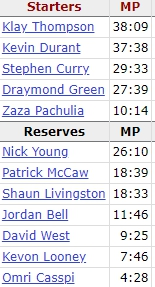 Starters MP
Klay Thompson 38:09
Kevin Durant 37:38
Stephen Curry 29:33
Draymond Green 27:39
Zaza Pachulia 10:14
Reserves MP
Nick Young 26:10
Patrick McCaw 18:39
Shaun Livingston 18:33
Jordan Bell 11:46
David West 9:25
Kevon Looney 7:46
Omri Casspi 4:28